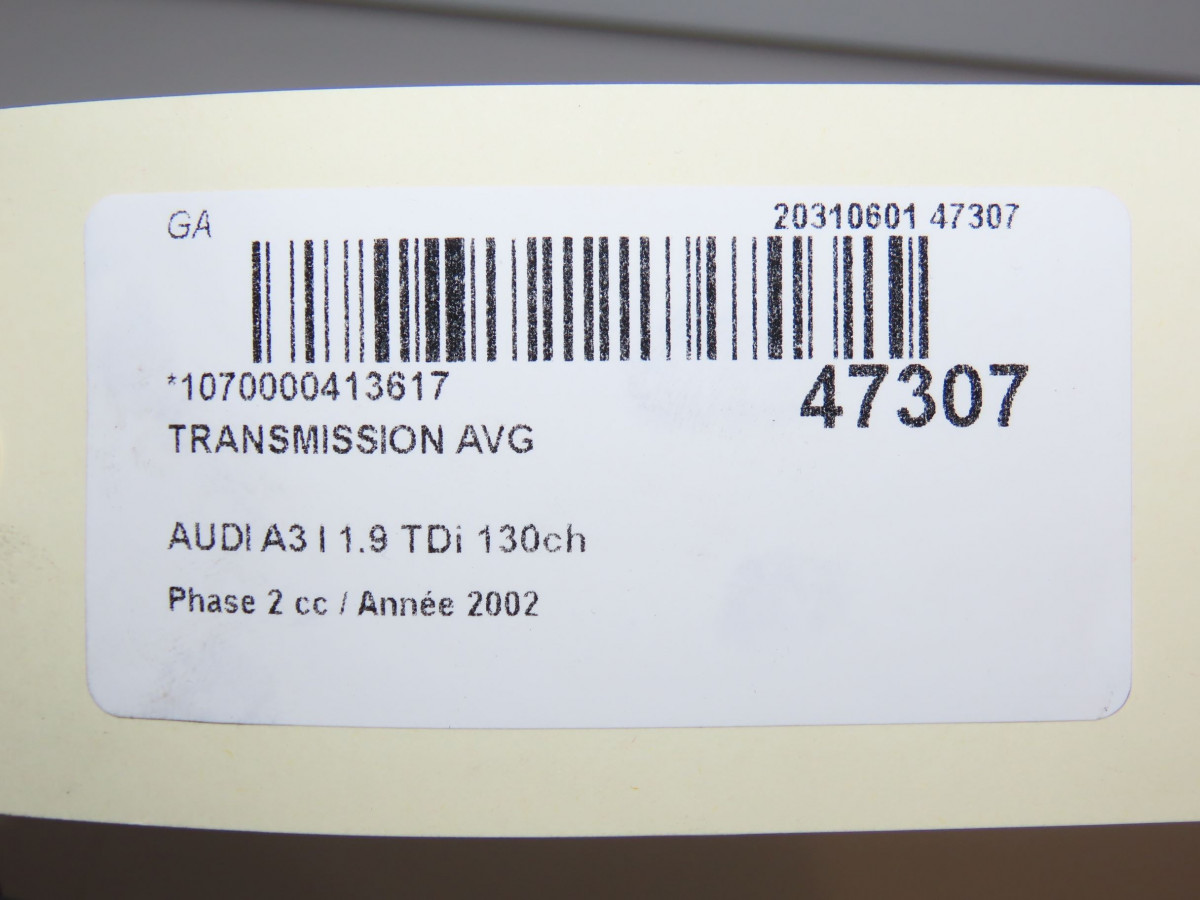 GA
20310601 47307
*1070000413617
47307
TRANSMISSION AVG
AUDI A3 I 1.9 TDi 130ch
Phase 2 cc / Année 2002